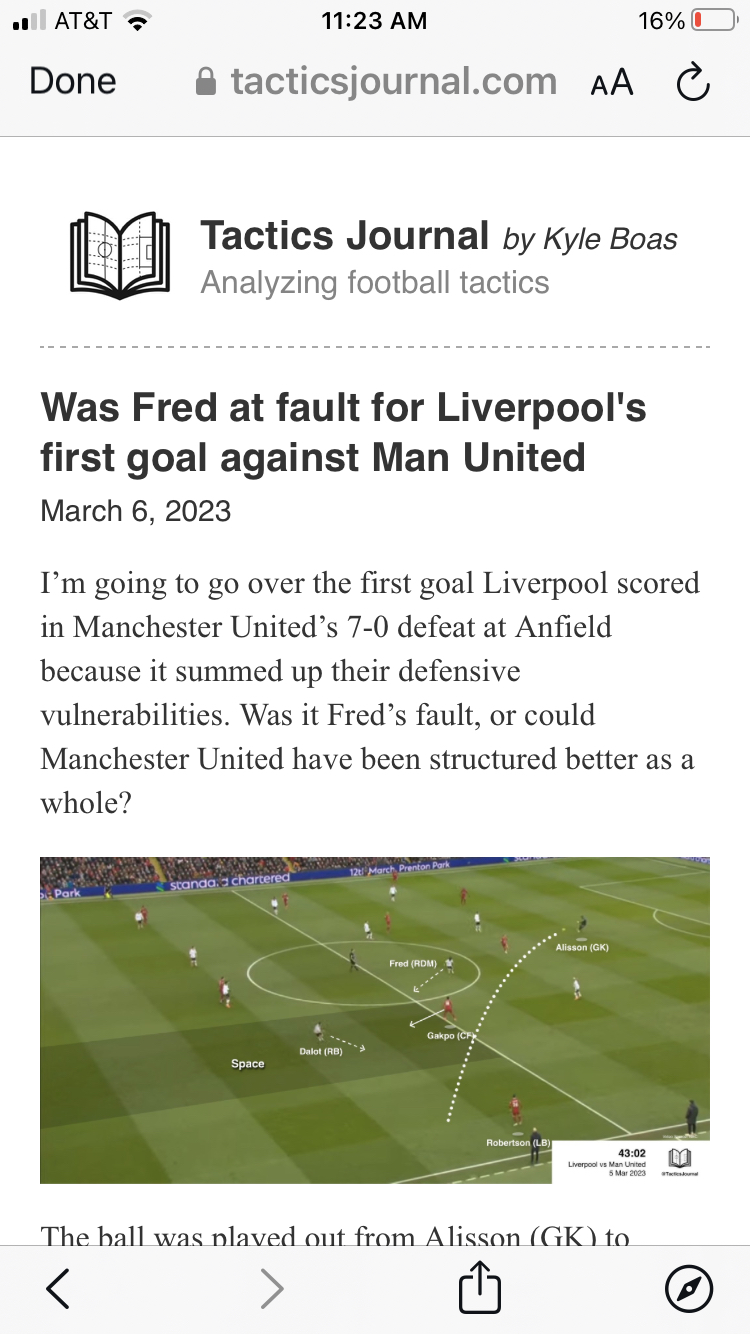 AT&T 11:23 AM 16%
Done tacticsjournal.com AA
Tactics Journal by Kyle Boas
Analyzing football tactics
Was Fred at fault for Liverpool's
first goal against Man United
March 6, 2023
I’m going to go over the first goal Liverpool scored
in Manchester United’s 7-0 defeat at Anfield
because it summed up their defensive
vulnerabilities. Was it Fred’s fault, or could
Manchester United have been structured better as a
whole?
Park standa.d chartered 12th March, Prenton Park
Alisson (GK)
Fred (RDM)
Gakpo (CF)
Dalot (RB)
Space
Robertson (LB)
43:02
Liverpool vs Man United
5 Mar 2023
@TacticsJournal
The ball was played out from Alisson (GK) to